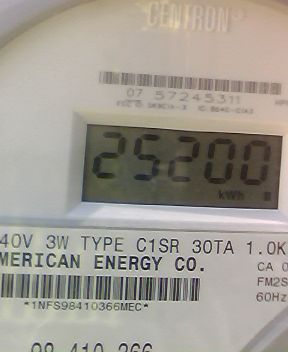 CENTRON®
07 57245311
25200
kWh
40V 3W TYPE C1SR 30TA 1.0K
MERICAN ENERGY CO. CA 0
FM2S
*1NFS98410366MEC* 60Hz
98 410 366